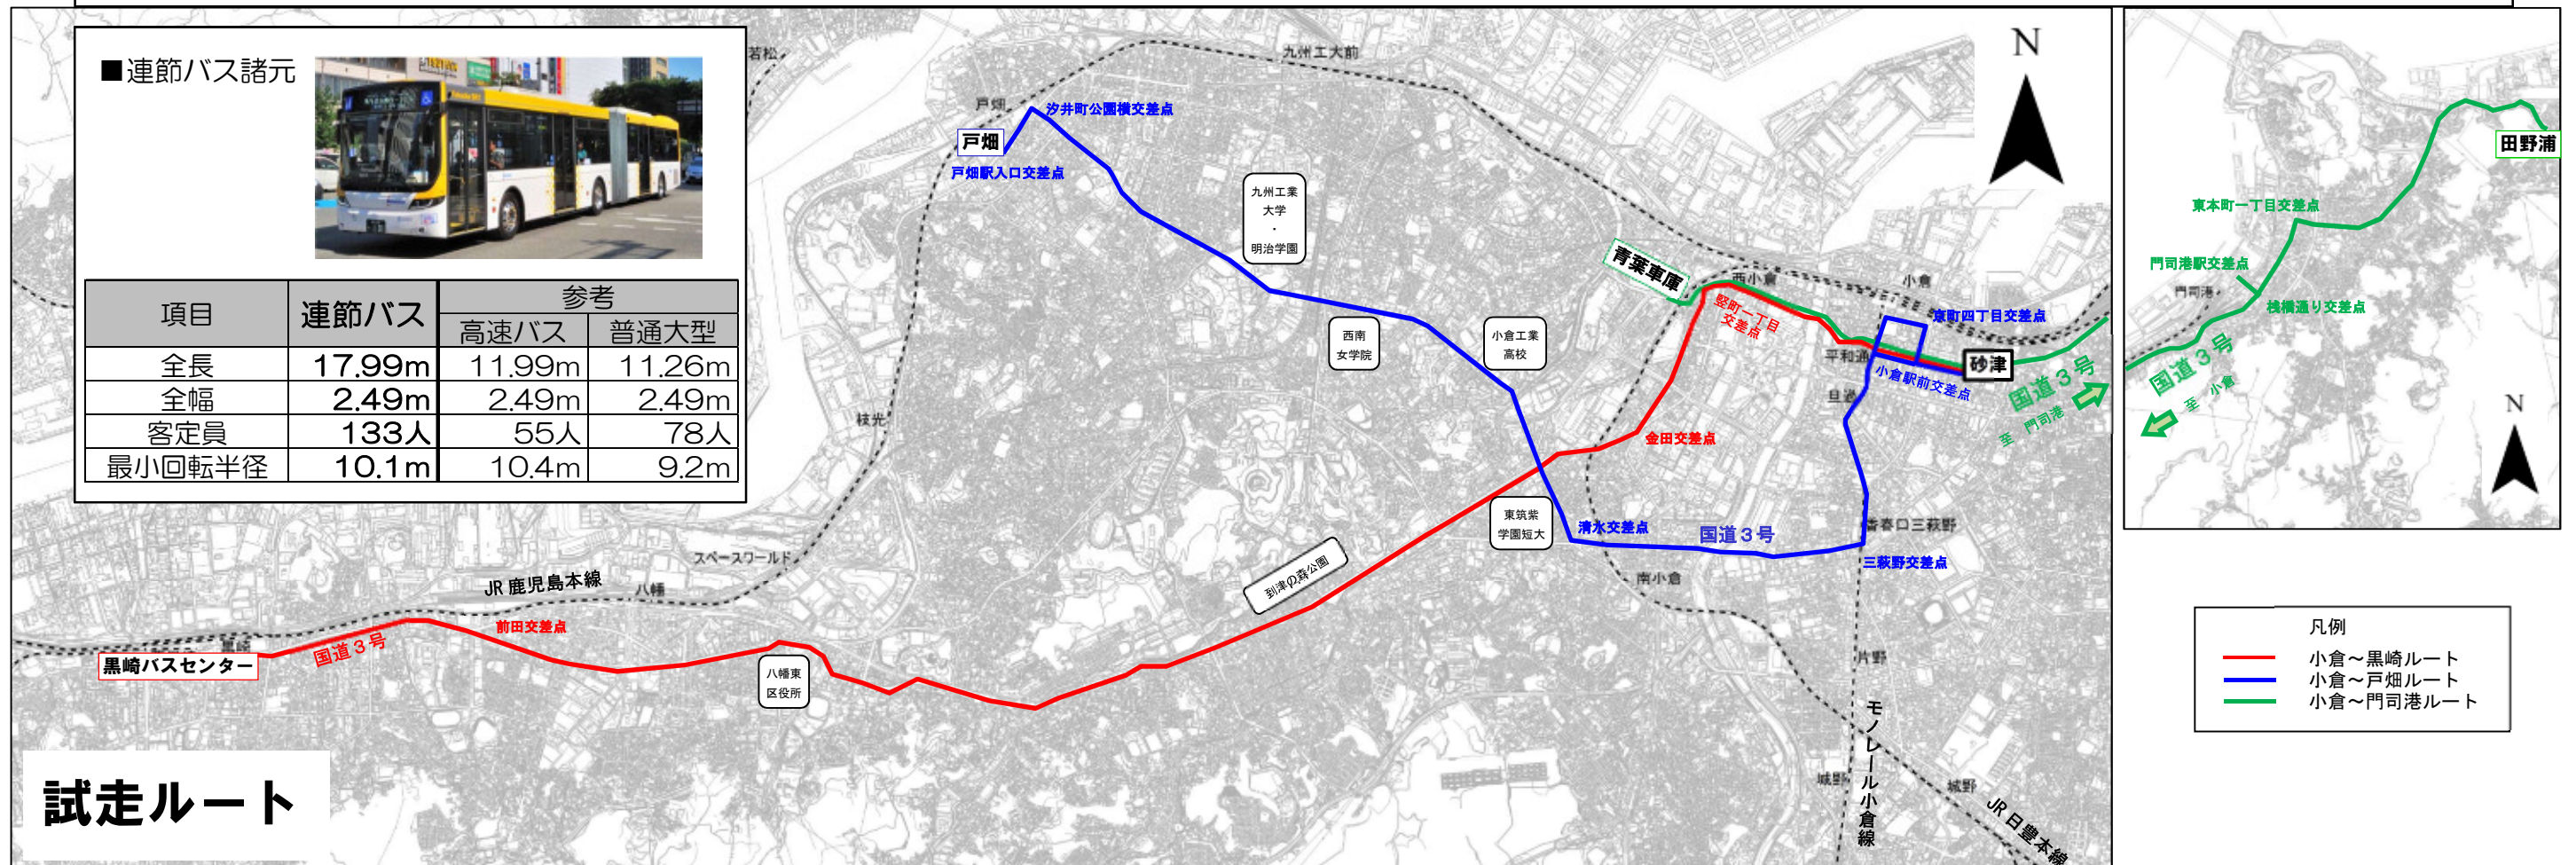 ■連節バス諸元
項目 連節バス 参考
高速バス 普通大型
全長 17.99m 11.99m 11.26m
全幅 2.49m 2.49m 2.49m
客定員 133人 55人 78人
最小回転半径 10.1m 10.4m 9.2m
若松
九州工大前
戸畑
汐井町公園横交差点
戸畑
戸畑駅入口交差点
九州工業
大学
・
明治学園
西南
女学院
小倉工業
高校
青葉車庫
西小倉
小倉
竪町一丁目
交差点
京町四丁目交差点
平和通
砂津
小倉駅前交差点
旦過
国道3号
至 門司港
枝光
金田交差点
東筑紫
学園短大
清水交差点
国道3号
香春口三萩野
三萩野交差点
南小倉
スペースワールド
到津の森公園
JR鹿児島本線
八幡
前田交差点
黒崎
国道3号
黒崎バスセンター
八幡東
区役所
片野
モノレール小倉線
城野
城野
JR日豊本線
試走ルート
N
田野浦
東本町一丁目交差点
門司港駅交差点
門司港
桟橋通り交差点
国道3号
至 小倉
N
凡例
小倉～黒崎ルート
小倉～戸畑ルート
小倉～門司港ルート